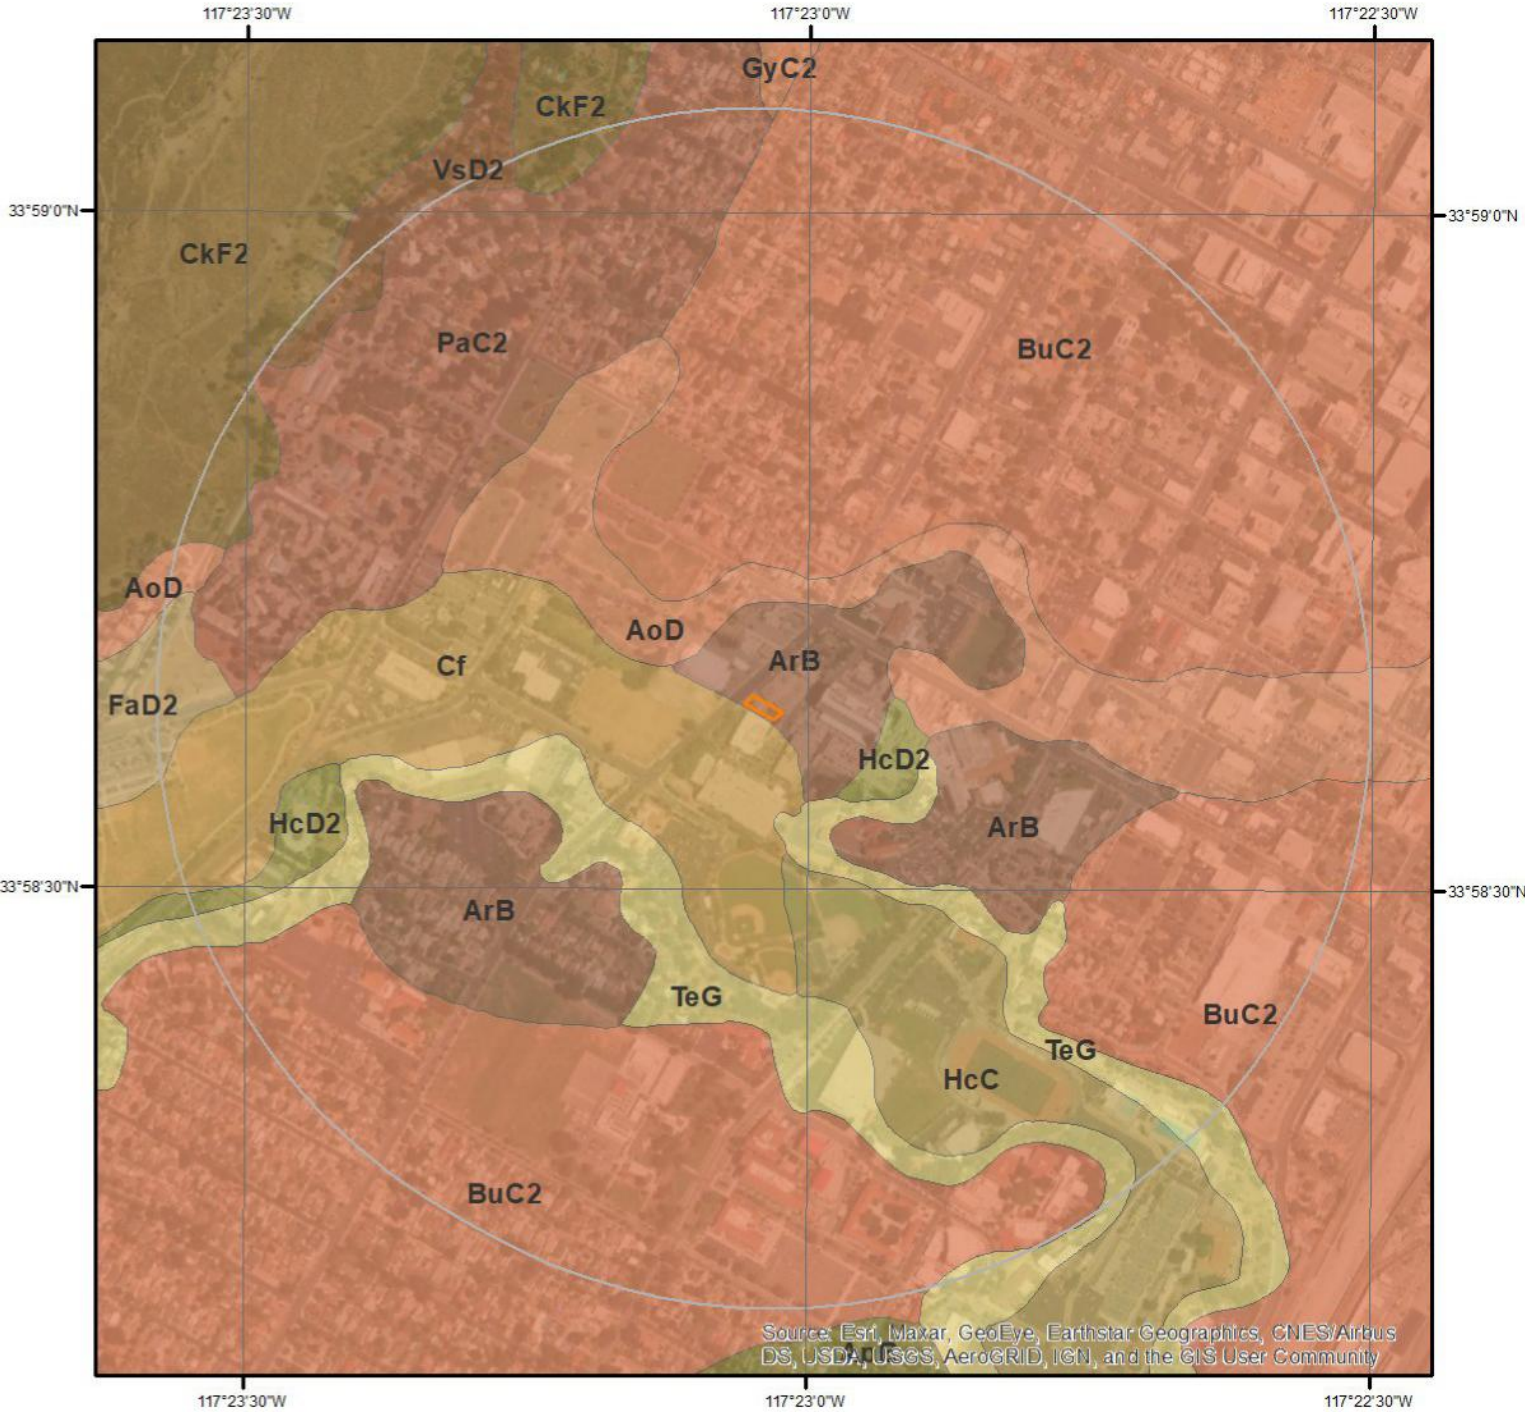 117°23'30"W 117°23'0"W 117°22'30"W
GyC2
CkF2
VsD2
33°59'0"N 33°59'0"N
CkF2
PaC2
BuC2
AoD
AoD
ArB
Cf
FaD2
HcD2
HcD2
ArB
33°58'30"N 33°58'30"N
ArB
TeG
BuC2
TeG
HcC
BuC2
Source: Esri, Maxar, GeoEye, Earthstar Geographics, CNES/Airbus
DS, USDA, USGS, AeroGRID, IGN, and the GIS User Community
117°23'30"W 117°23'0"W 117°22'30"W